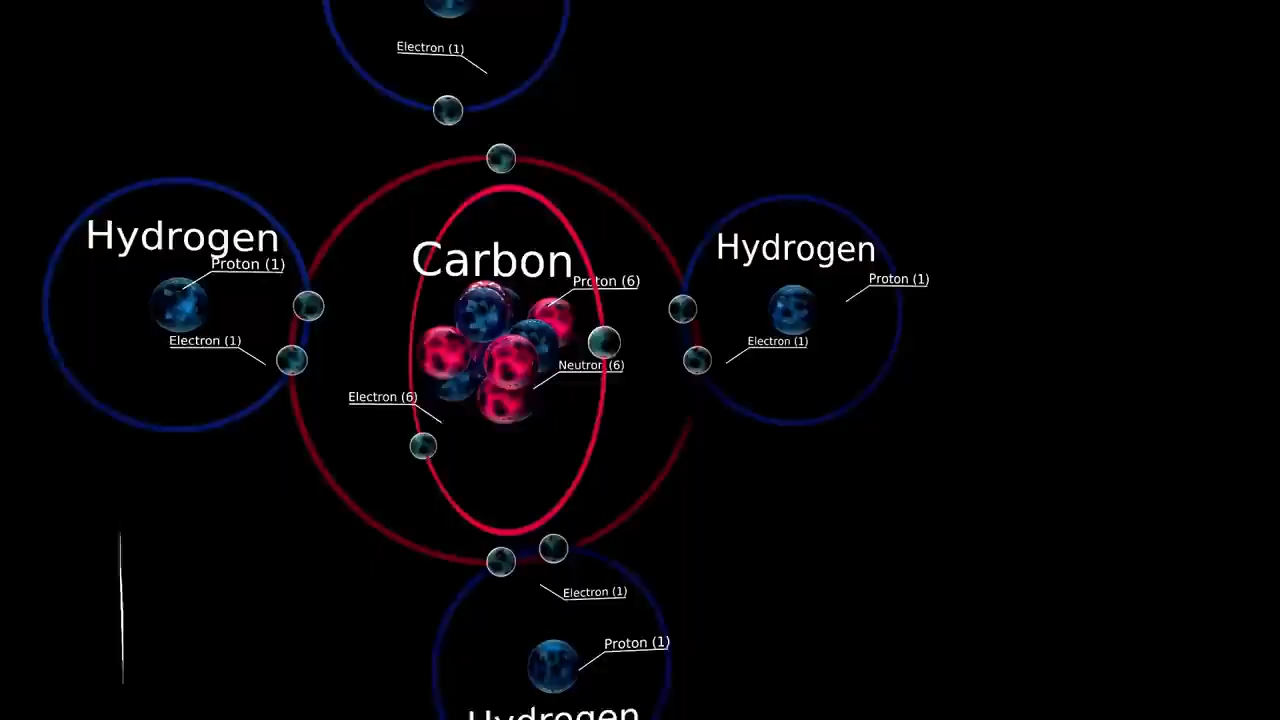 Electron (1)
Hydrogen
Proton (1)
Electron (1)
Carbon
Proton (6)
Neutron (6)
Electron (6)
Hydrogen
Proton (1)
Electron (1)
Electron (1)
Proton (1)
Hydrogen